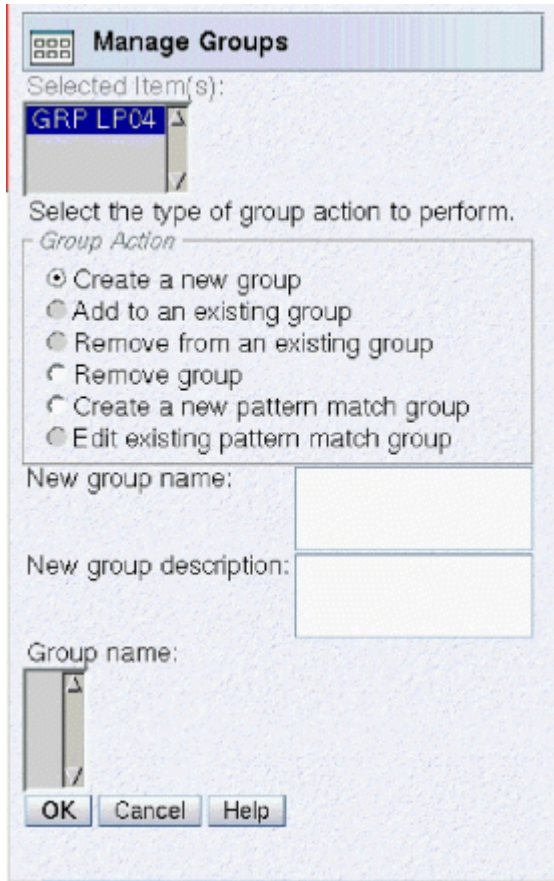 Manage Groups
Selected Item(s):
GRP LP04
Select the type of group action to perform.
Group Action
Create a new group
Add to an existing group
Remove from an existing group
Remove group
Create a new pattern match group
Edit existing pattern match group
New group name:
New group description:
Group name:
OK Cancel Help